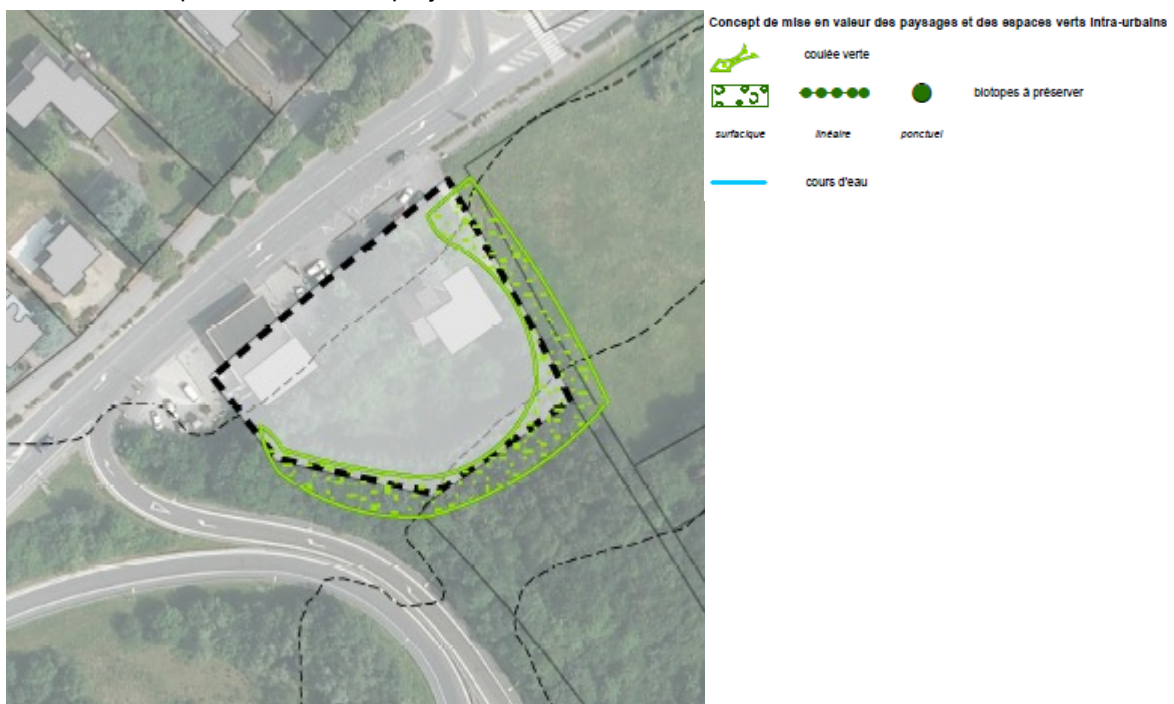 Concept de mise en valeur des paysages et des espaces verts intra-urbains
coulée verte
biotopes à préserver
surfacique linéaire ponctuel
cours d'eau